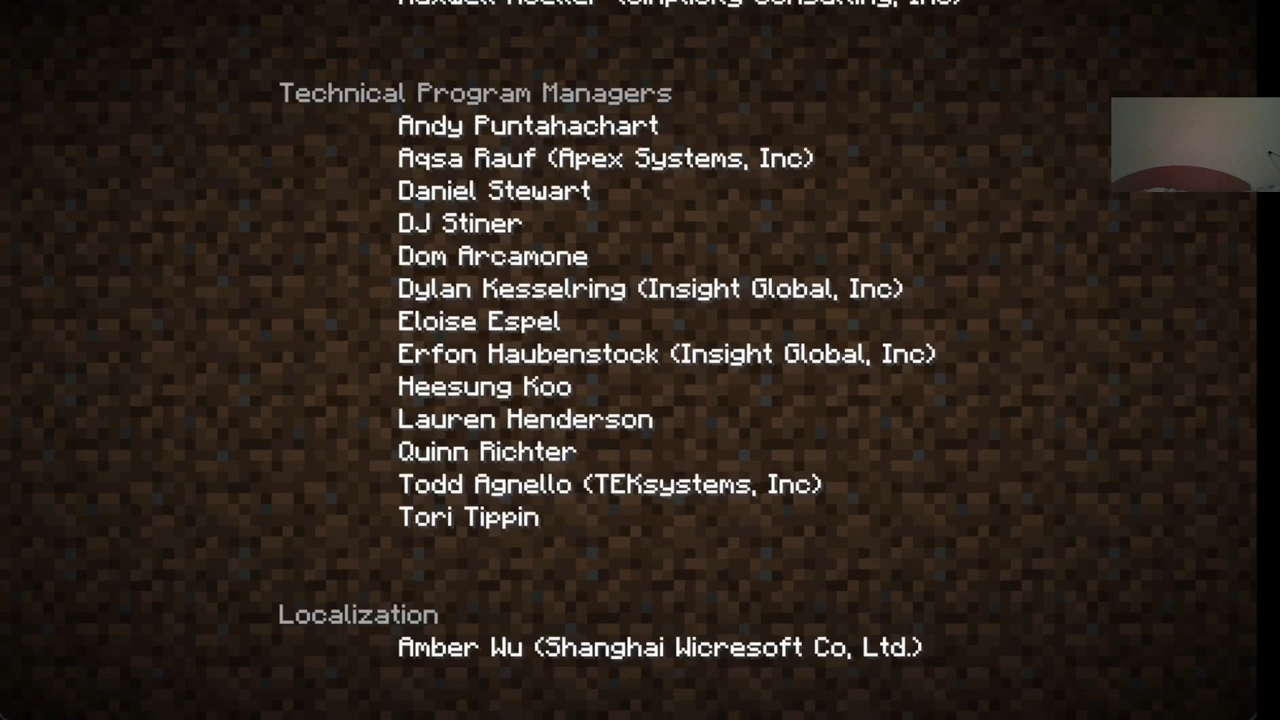 Technical Program Managers
Andy Puntahachart
Aqsa Rauf (Apex Systems, Inc)
Daniel Stewart
DJ Stiner
Dom Arcamone
Dylan Kesselring (Insight Global, Inc)
Eloise Espel
Erfon Haubenstock (Insight Global, Inc)
Heesung Koo
Lauren Henderson
Quinn Richter
Todd Agnello (TEKsystems, Inc)
Tori Tippin
Localization
Amber Wu (Shanghai Wicresoft Co, Ltd.)